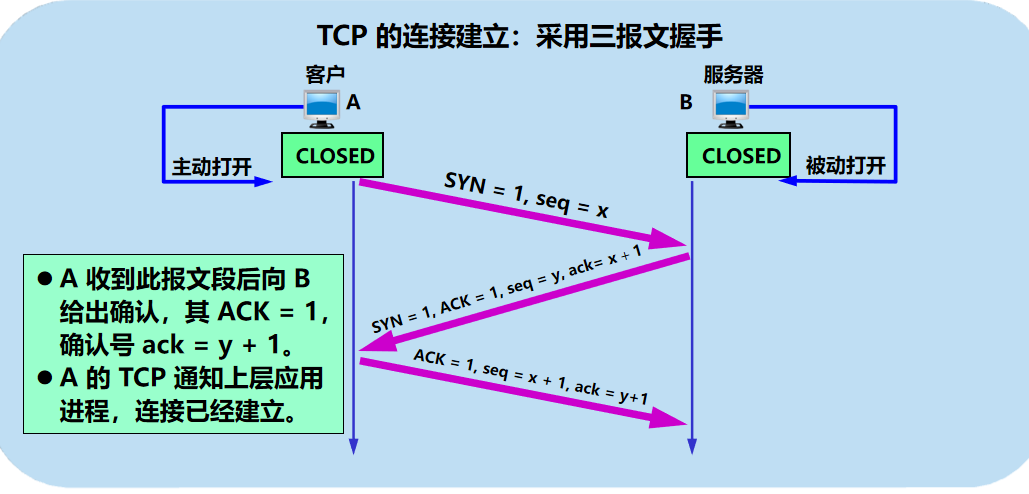 TCP 的连接建立：采用三报文握手
客户
服务器
A
B
CLOSED
CLOSED
主动打开
被动打开
SYN = 1, seq = x
SYN = 1, ACK = 1, seq = y, ack= x + 1
ACK = 1, seq = x + 1, ack = y+1
● A 收到此报文段后向 B
给出确认，其 ACK = 1，
确认号 ack = y + 1。
● A 的 TCP 通知上层应用
进程，连接已经建立。